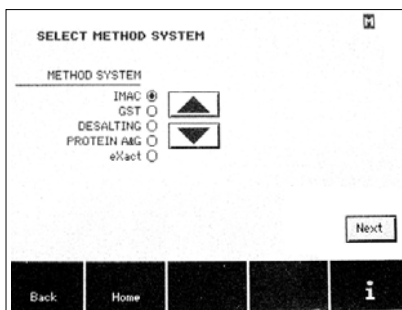 M
SELECT METHOD SYSTEM
METHOD SYSTEM
IMAC
GST
DESALTING
PROTEIN A&G
eXact
Next
Back Home i